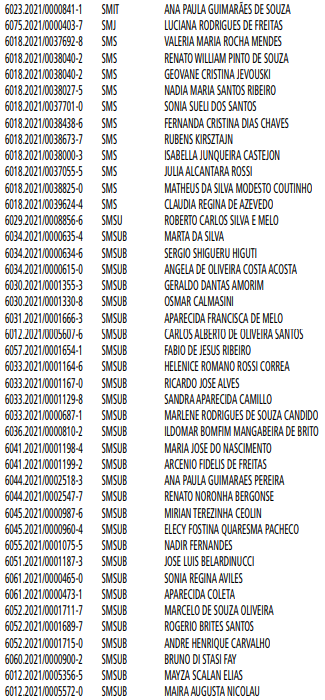 6023.2021/0000841-1 SMIT ANA PAULA GUIMARÃES DE SOUZA
6075.2021/0000403-7 SMJ LUCIANA RODRIGUES DE FREITAS
6018.2021/0037692-8 SMS VALERIA MARIA ROCHA MENDES
6018.2021/0038040-2 SMS RENATO WILLIAM PINTO DE SOUZA
6018.2021/0038040-2 SMS GEOVANE CRISTINA JEVOUSKI
6018.2021/0038027-5 SMS NADIA MARIA SANTOS RIBEIRO
6018.2021/0037701-0 SMS SONIA SUELI DOS SANTOS
6018.2021/0038438-6 SMS FERNANDA CRISTINA DIAS CHAVES
6018.2021/0038673-7 SMS RUBENS KIRSZTAJN
6018.2021/0038000-3 SMS ISABELLA JUNQUEIRA CASTEJON
6018.2021/0037055-5 SMS JULIA ALCANTARA ROSSI
6018.2021/0038825-0 SMS MATHEUS DA SILVA MODESTO COUTINHO
6018.2021/0039624-4 SMS CLAUDIA REGINA DE AZEVEDO
6029.2021/0008856-6 SMSU ROBERTO CARLOS SILVA E MELO
6034.2021/0000635-4 SMSUB MARTA DA SILVA
6034.2021/0000634-6 SMSUB SERGIO SHIGUERU HIGUTI
6034.2021/0000615-0 SMSUB ANGELA DE OLIVEIRA COSTA ACOSTA
6030.2021/0001355-3 SMSUB GERALDO DANTAS AMORIM
6030.2021/0001330-8 SMSUB OSMAR CALMASINI
6031.2021/0001666-3 SMSUB APARECIDA FRANCISCA DE MELO
6012.2021/0005607-6 SMSUB CARLOS ALBERTO DE OLIVEIRA SANTOS
6057.2021/0001654-1 SMSUB FABIO DE JESUS RIBEIRO
6033.2021/0001164-6 SMSUB HELENICE ROMANO ROSSI CORREA
6033.2021/0001167-0 SMSUB RICARDO JOSE ALVES
6033.2021/0001129-8 SMSUB SANDRA APARECIDA CAMILLO
6033.2021/0000687-1 SMSUB MARLENE RODRIGUES DE SOUZA CANDIDO
6036.2021/0000810-2 SMSUB ILDOMAR BOMFIM MANGABEIRA DE BRITO
6041.2021/0001198-4 SMSUB MARIA JOSE DO NASCIMENTO
6041.2021/0001199-2 SMSUB ARCENIO FIDELIS DE FREITAS
6044.2021/0002518-3 SMSUB ANA PAULA GUIMARAES PEREIRA
6044.2021/0002547-7 SMSUB RENATO NORONHA BERGONSE
6045.2021/0000987-6 SMSUB MIRIAN TEREZINHA CEOLIN
6045.2021/0000960-4 SMSUB ELECY FOSTINA QUARESMA PACHECO
6055.2021/0001075-5 SMSUB NADIR FERNANDES
6051.2021/0001187-3 SMSUB JOSE LUIS BELARDINUCCI
6061.2021/0000465-0 SMSUB SONIA REGINA AVILES
6061.2021/0000473-1 SMSUB APARECIDA COLETA
6052.2021/0001711-7 SMSUB MARCELO DE SOUZA OLIVEIRA
6052.2021/0001689-7 SMSUB ROGERIO BRITES SANTOS
6052.2021/0001715-0 SMSUB ANDRE HENRIQUE CARVALHO
6060.2021/0000900-2 SMSUB BRUNO DI STASI FAY
6012.2021/0005356-5 SMSUB MAYZA SCALAN ELIAS
6012.2021/0005572-0 SMSUB MAIRA AUGUSTA NICOLAU